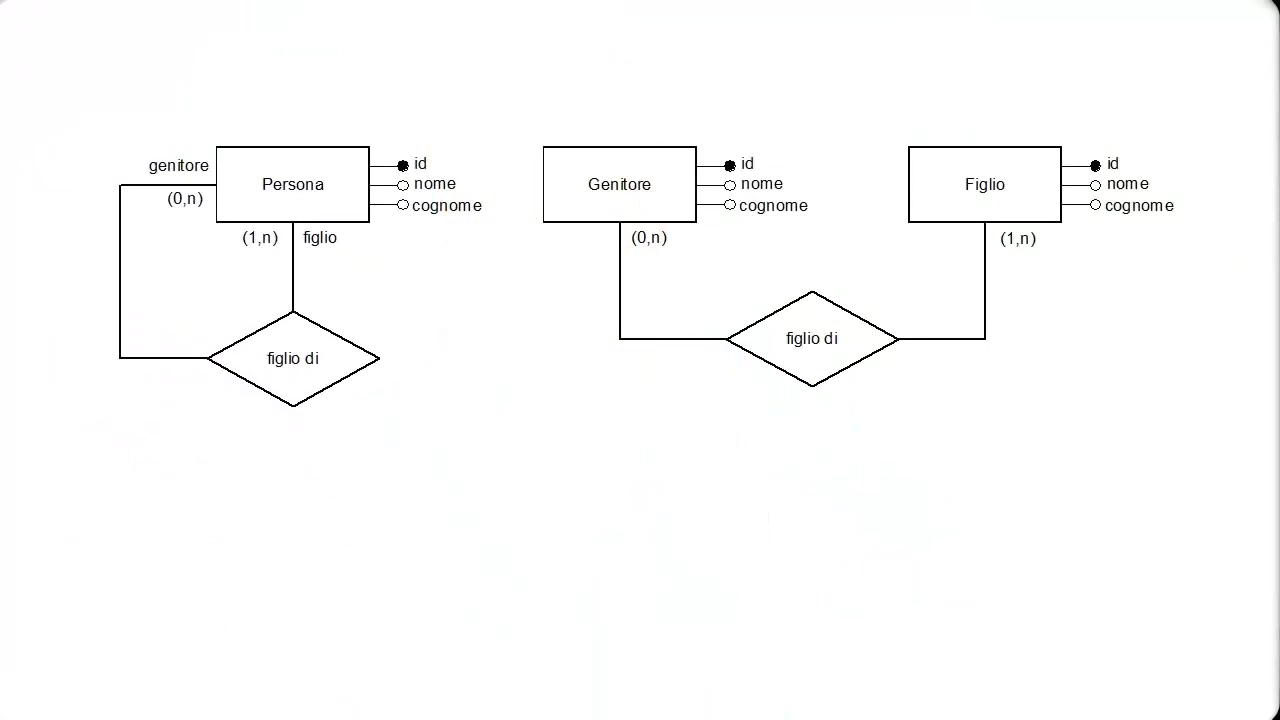 genitore
(0,n)
Persona
id
nome
cognome
(1,n)
figlio
figlio di
Genitore
id
nome
cognome
(0,n)
figlio di
Figlio
id
nome
cognome
(1,n)